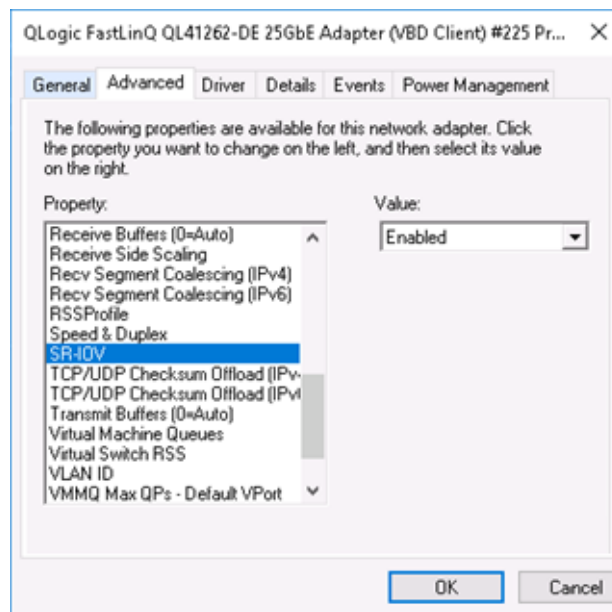 QLogic FastLinQ QL41262-DE 25GbE Adapter (VBD Client) #225 Pr...
General Advanced Driver Details Events Power Management
The following properties are available for this network adapter. Click
the property you want to change on the left, and then select its value
on the right.
Property:
Value:
Receive Buffers (0=Auto)
Receive Side Scaling
Recv Segment Coalescing (IPv4)
Recv Segment Coalescing (IPv6)
RSSProfile
Speed & Duplex
SR-IOV
TCP/UDP Checksum Offload (IPv4
TCP/UDP Checksum Offload (IPv6
Transmit Buffers (0=Auto)
Virtual Machine Queues
Virtual Switch RSS
VLAN ID
VMMQ Max QPs - Default VPort
Enabled
OK Cancel